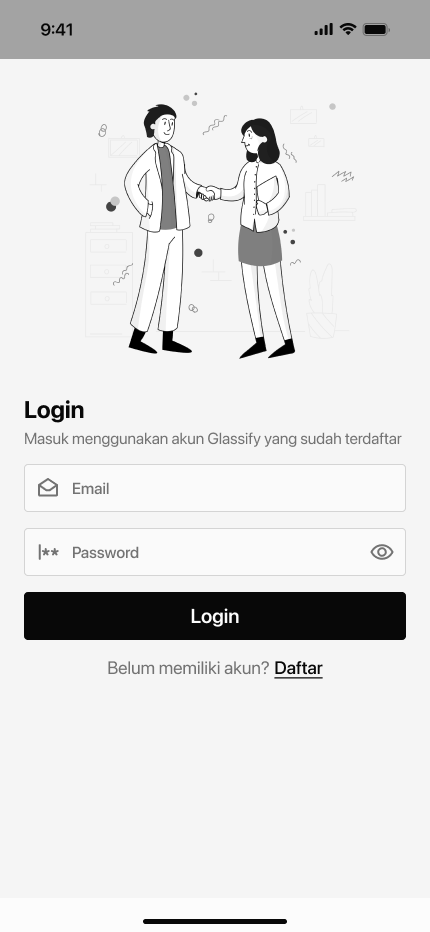 9:41
Login
Masuk menggunakan akun Glassify yang sudah terdaftar
Email
|** Password
Login
Belum memiliki akun? Daftar